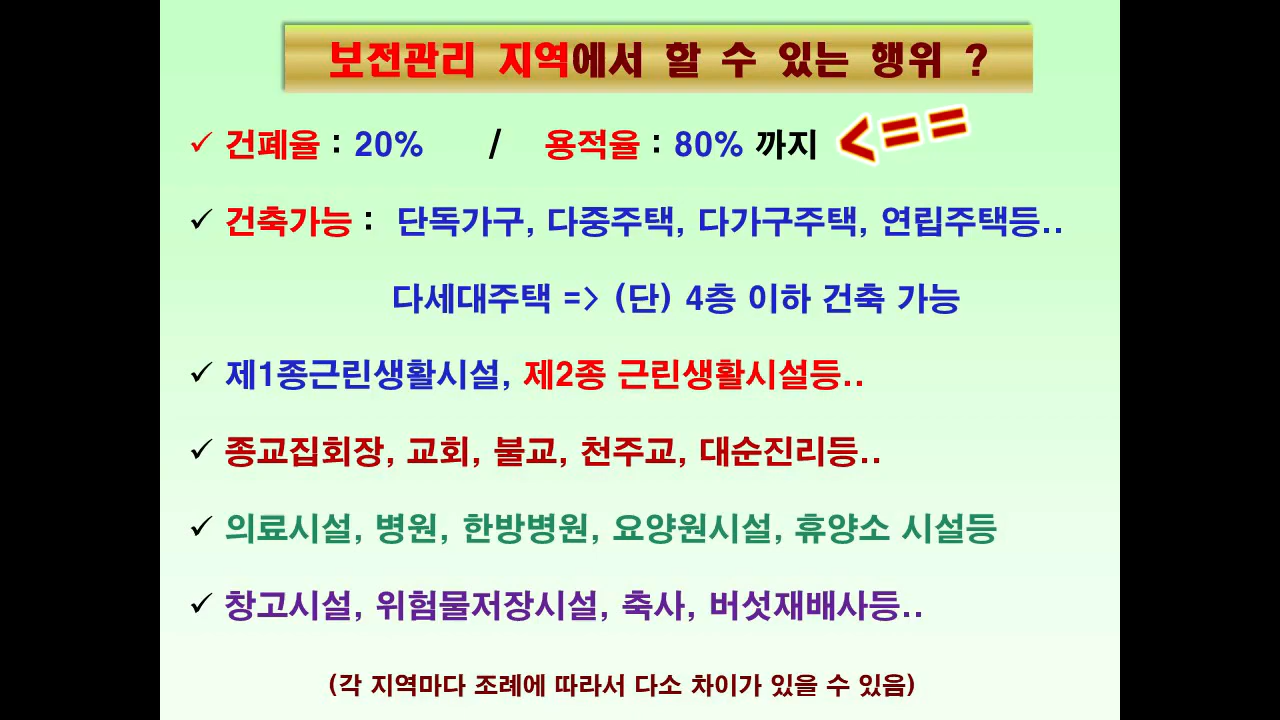 보전관리 지역에서 할 수 있는 행위 ?
✓ 건폐율 : 20% / 용적율 : 80% 까지 <==
✓ 건축가능 : 단독가구, 다중주택, 다가구주택, 연립주택등..
다세대주택 => (단) 4층 이하 건축 가능
✓ 제1종근린생활시설, 제2종 근린생활시설등..
✓ 종교집회장, 교회, 불교, 천주교, 대순진리등..
✓ 의료시설, 병원, 한방병원, 요양원시설, 휴양소 시설등
✓ 창고시설, 위험물저장시설, 축사, 버섯재배사등..
(각 지역마다 조례에 따라서 다소 차이가 있을 수 있음)